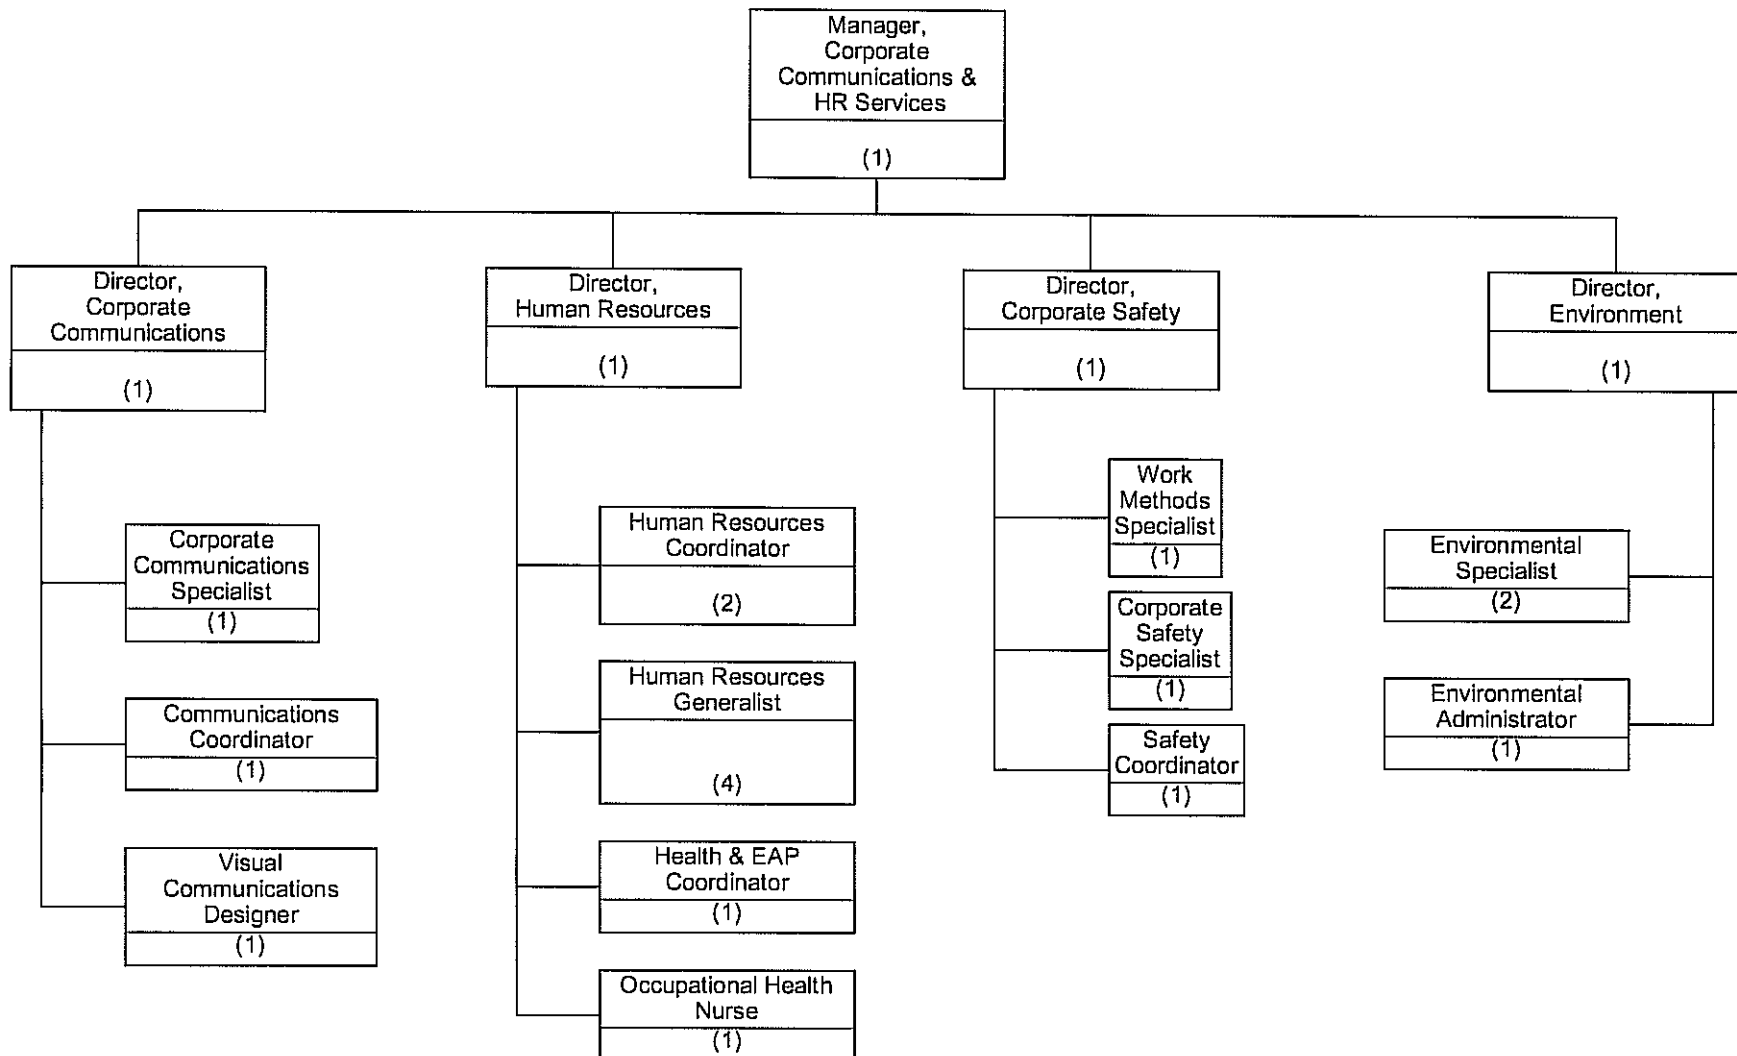 Manager,
Corporate
Communications &
HR Services
(1)
Director,
Corporate
Communications
(1)
Corporate
Communications
Specialist
(1)
Communications
Coordinator
(1)
Visual
Communications
Designer
(1)
Director,
Human Resources
(1)
Human Resources
Coordinator
(2)
Human Resources
Generalist
(4)
Health & EAP
Coordinator
(1)
Occupational Health
Nurse
(1)
Director,
Corporate Safety
(1)
Work
Methods
Specialist
(1)
Corporate
Safety
Specialist
(1)
Safety
Coordinator
(1)
Director,
Environment
(1)
Environmental
Specialist
(2)
Environmental
Administrator
(1)